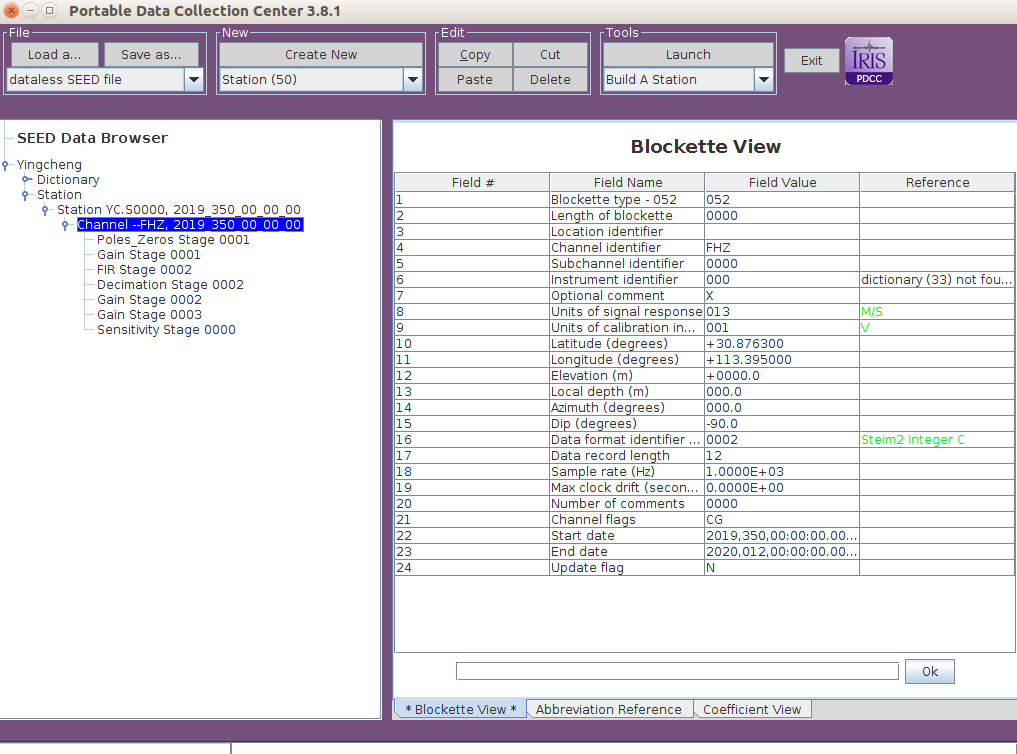 Portable Data Collection Center 3.8.1
File New Edit Tools
Load a... Save as... Create New Copy Cut Launch Exit
dataless SEED file Station (50) Paste Delete Build A Station
IRIS
PDCC
SEED Data Browser
Yingcheng
Dictionary
Station
Station YC.S0000, 2019_350_00_00_00
Channel --FHZ, 2019_350_00_00_00
Poles_Zeros Stage 0001
Gain Stage 0001
FIR Stage 0002
Decimation Stage 0002
Gain Stage 0002
Gain Stage 0003
Sensitivity Stage 0000
Blockette View
Field # Field Name Field Value Reference
1 Blockette type - 052 052
2 Length of blockette 0000
3 Location identifier
4 Channel identifier FHZ
5 Subchannel identifier 0000
6 Instrument identifier 000 dictionary (33) not fou...
7 Optional comment X
8 Units of signal response 013 M/S
9 Units of calibration in... 001 V
10 Latitude (degrees) +30.876300
11 Longitude (degrees) +113.395000
12 Elevation (m) +0000.0
13 Local depth (m) 000.0
14 Azimuth (degrees) 000.0
15 Dip (degrees) -90.0
16 Data format identifier ... 0002 Steim2 Integer C
17 Data record length 12
18 Sample rate (Hz) 1.0000E+03
19 Max clock drift (secon... 0.0000E+00
20 Number of comments 0000
21 Channel flags CG
22 Start date 2019,350,00:00:00.00...
23 End date 2020,012,00:00:00.00...
24 Update flag N
Ok
* Blockette View * Abbreviation Reference Coefficient View